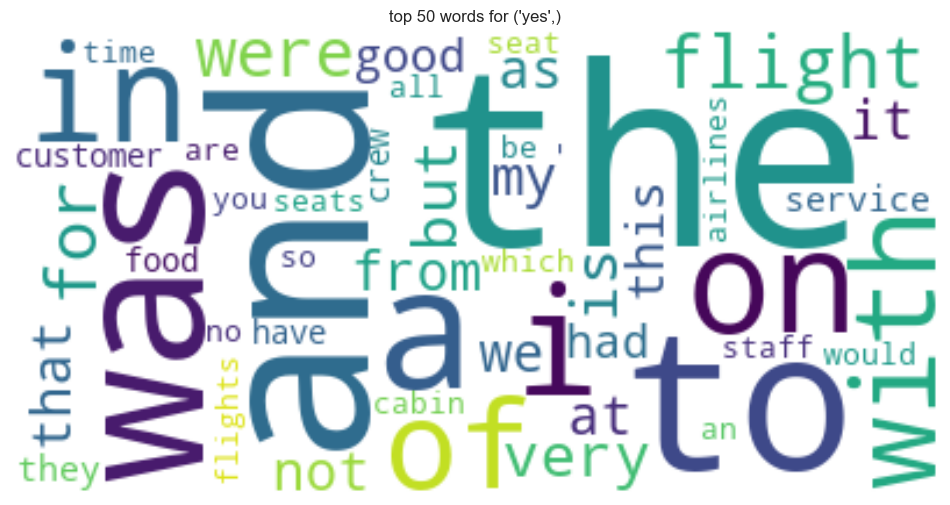 top 50 words for ('yes',)
time
in
were
good
seat
as
all
flight
the
it
customer
are
and
crew
but
be
'
my
airlines
was
for
you
seats
this
service
food
so
from
which
is
on
with
no
have
a
i
we
had
staff
would
that
flights
cabin
to
of
at
an
they
not
very